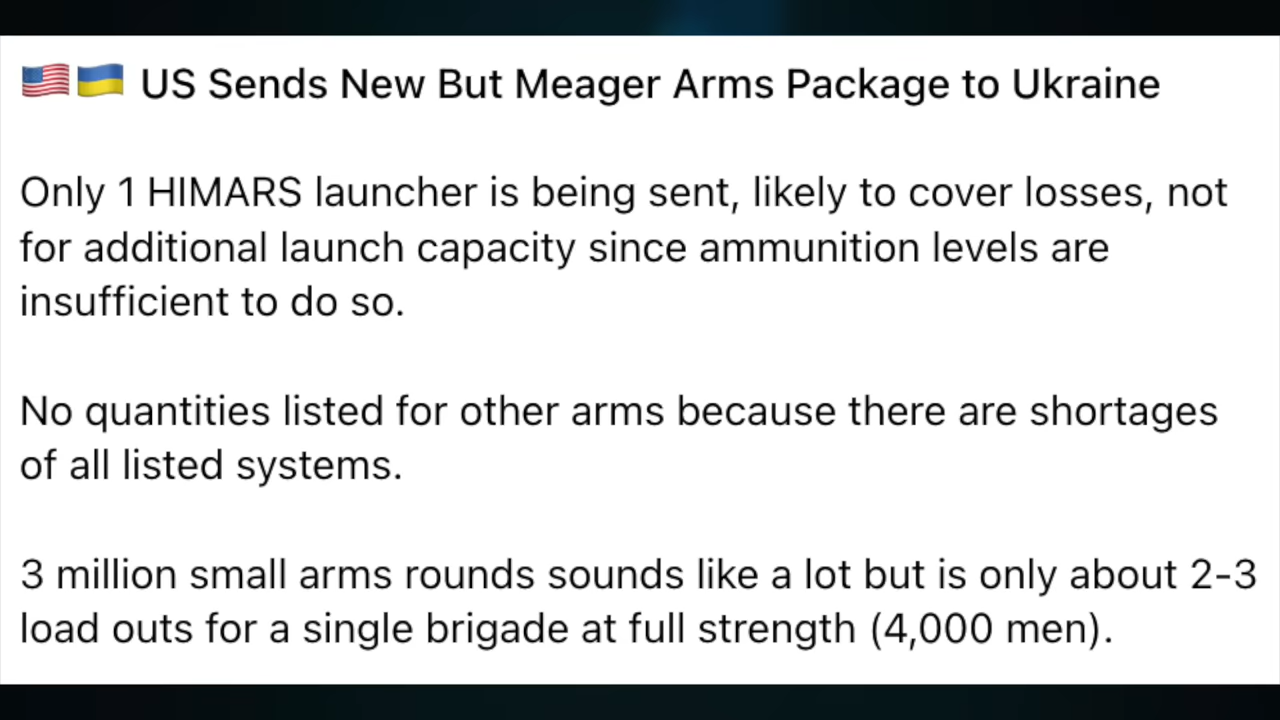 🇺🇸🇺🇦 US Sends New But Meager Arms Package to Ukraine
Only 1 HIMARS launcher is being sent, likely to cover losses, not
for additional launch capacity since ammunition levels are
insufficient to do so.
No quantities listed for other arms because there are shortages
of all listed systems.
3 million small arms rounds sounds like a lot but is only about 2-3
load outs for a single brigade at full strength (4,000 men).